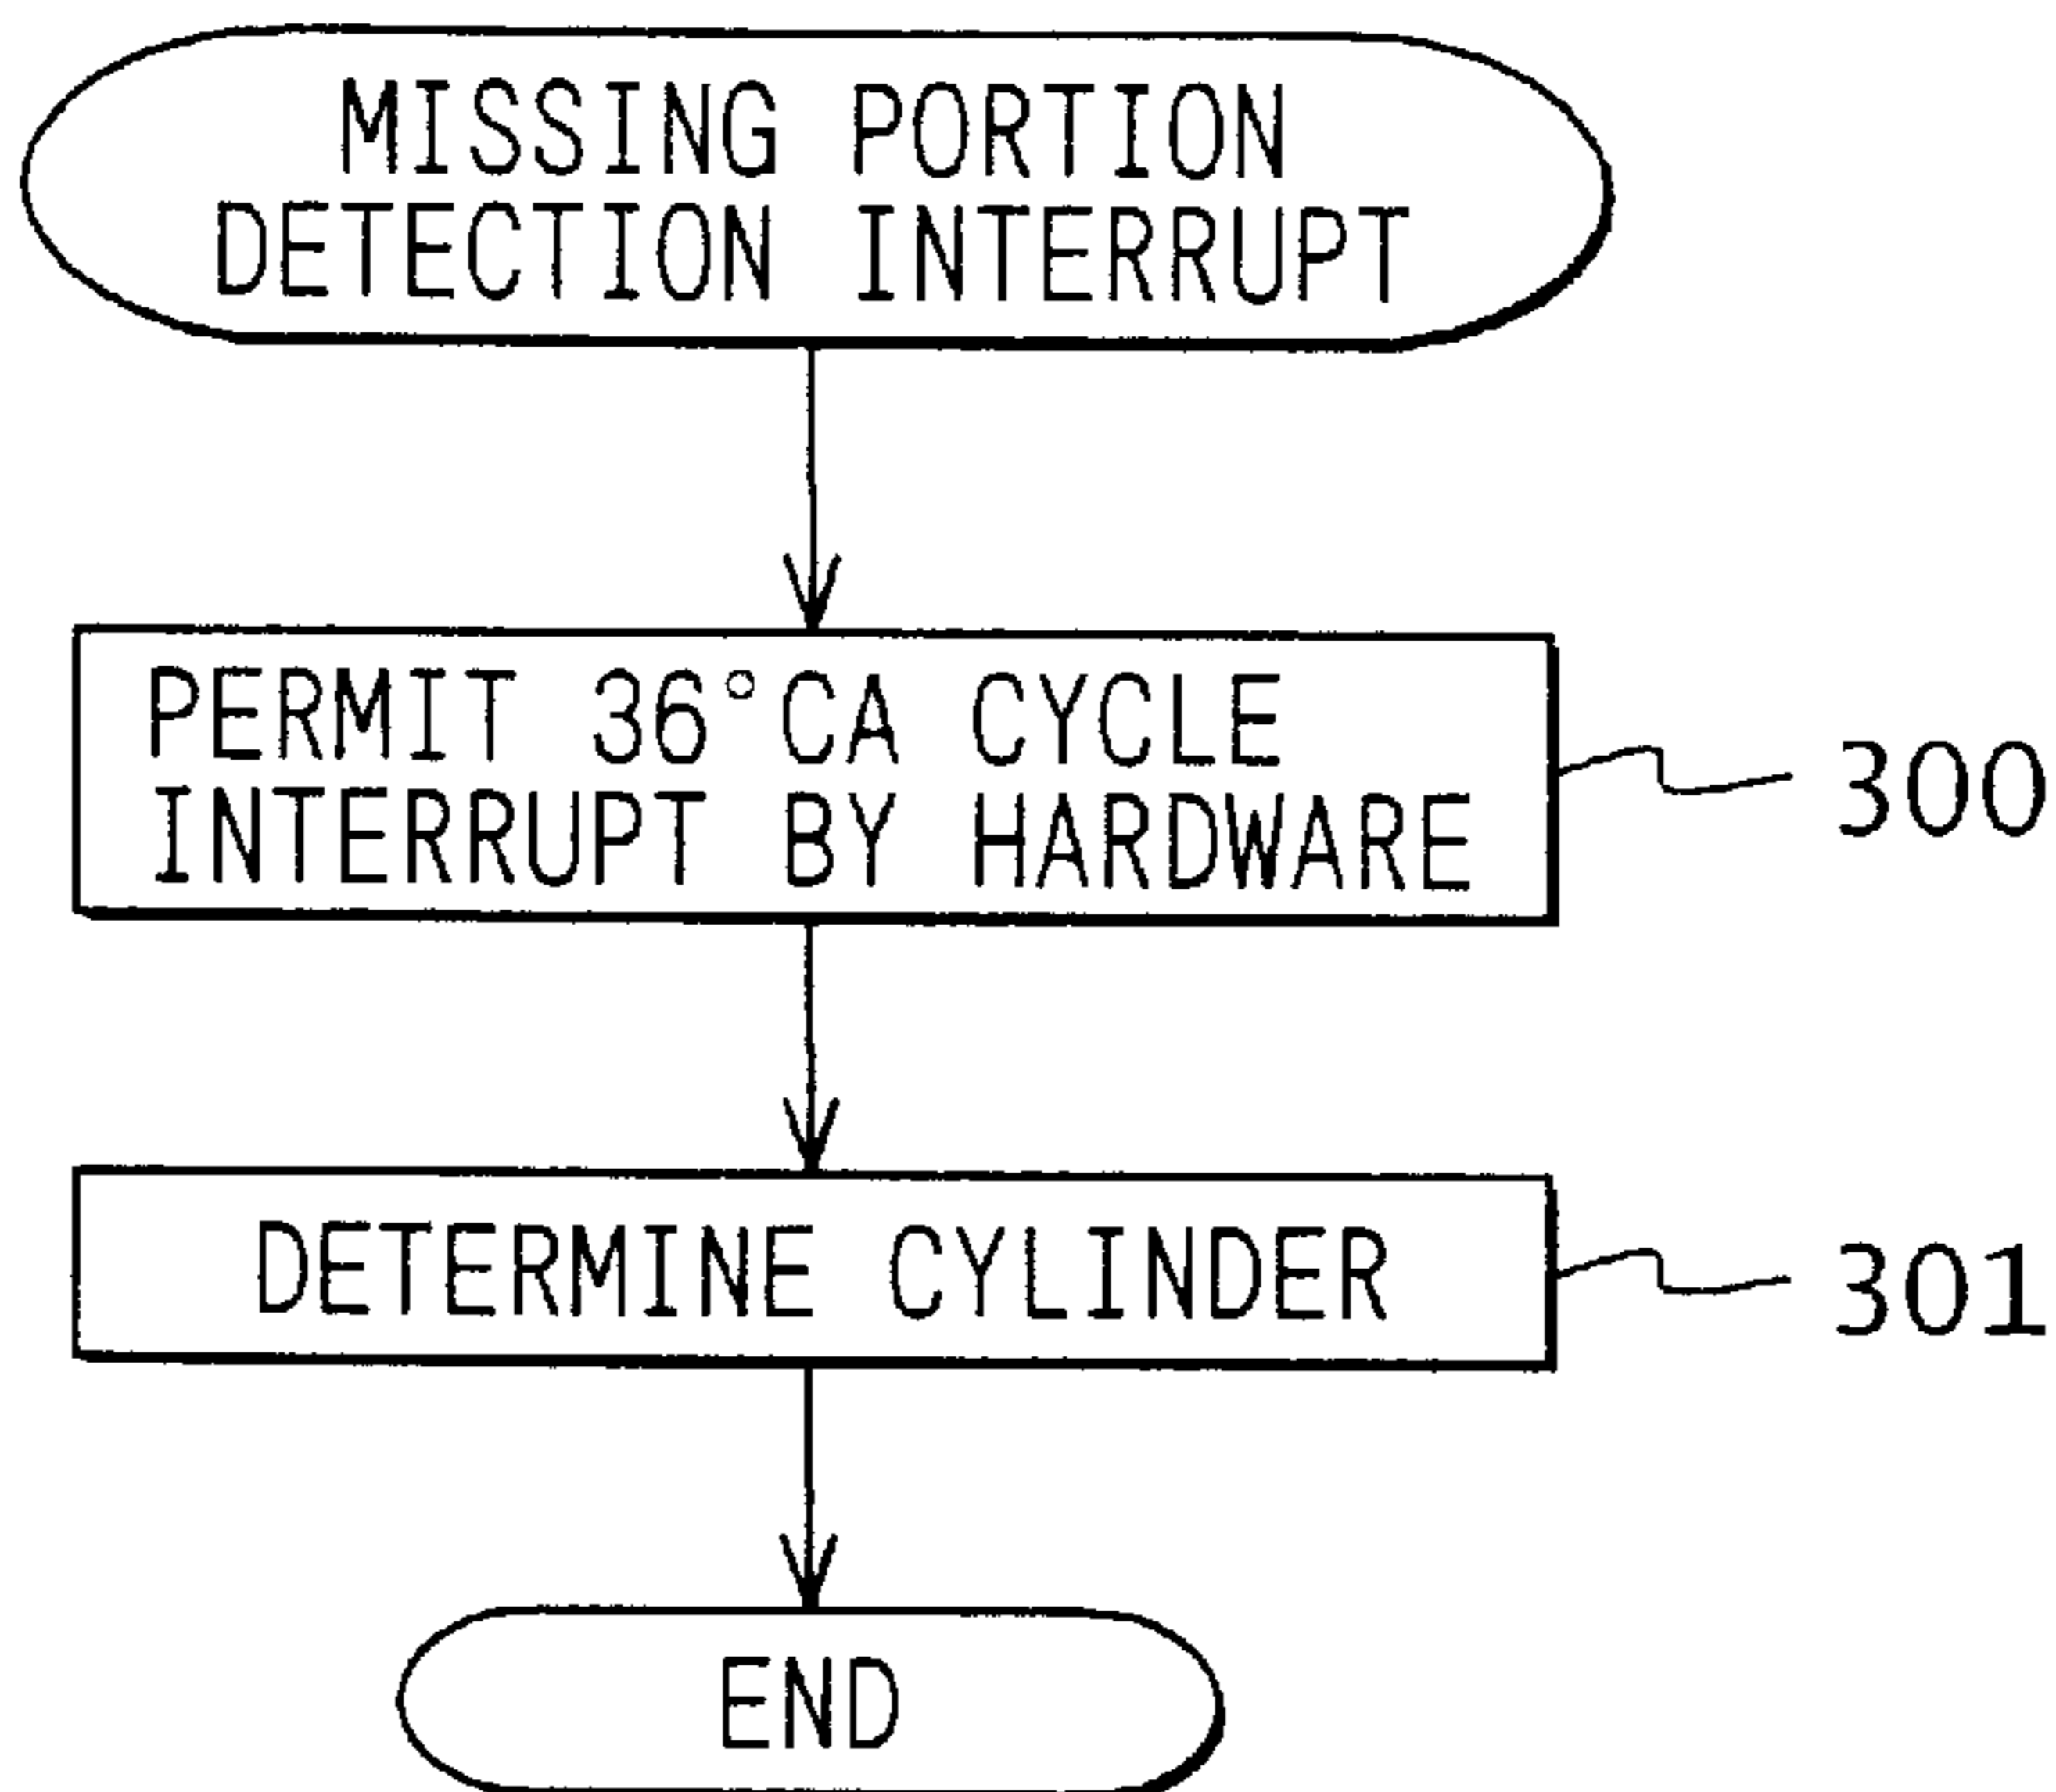 MISSING PORTION
DETECTION INTERRUPT
PERMIT 36°CA CYCLE
INTERRUPT BY HARDWARE
300
DETERMINE CYLINDER
301
END